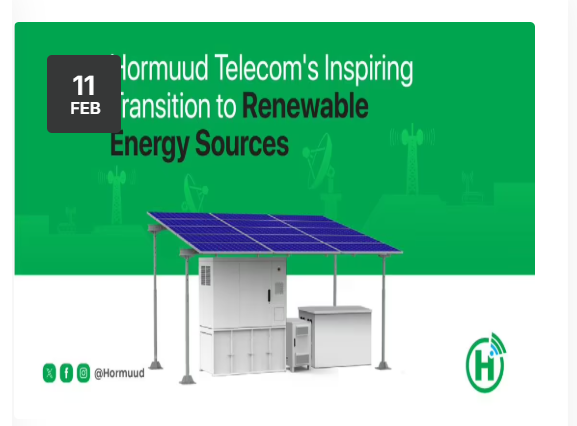 11
FEB
Hormuud Telecom's Inspiring
Transition to Renewable
Energy Sources
@Hormuud
H